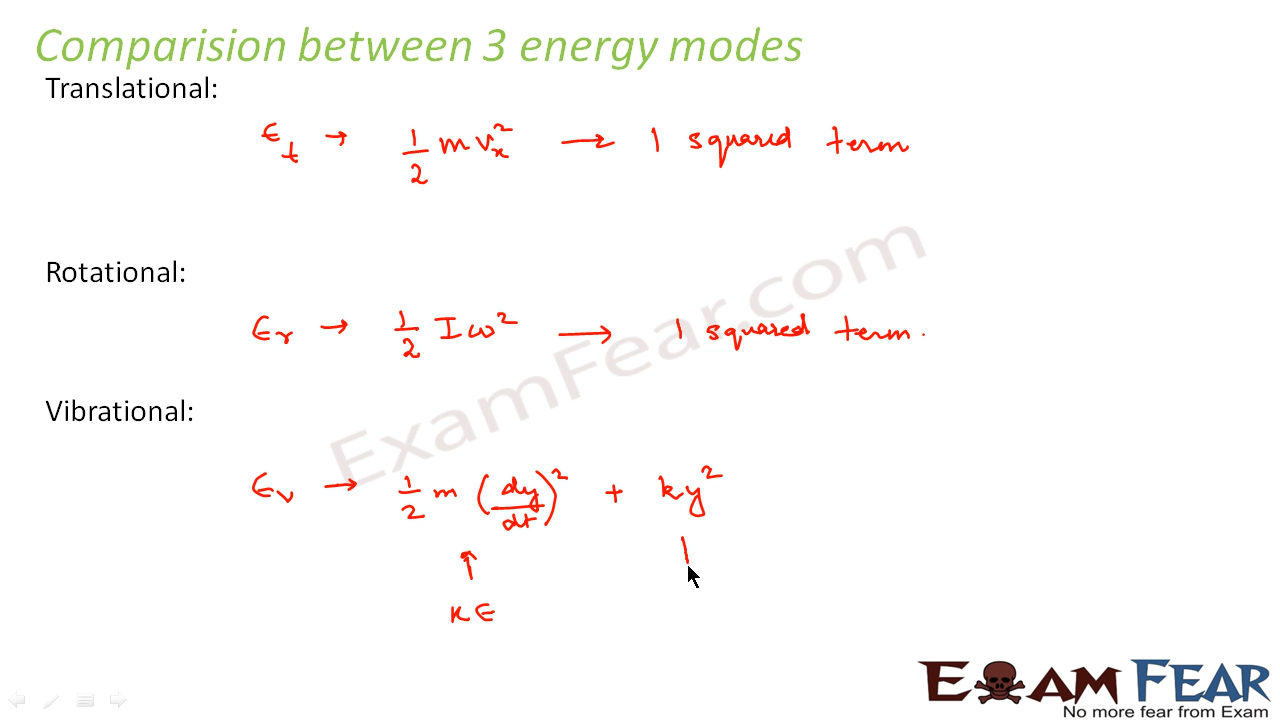 Comparision between 3 energy modes
Translational:
ϵₜ → 1/2 m vₓ² → 1 squared term
Rotational:
ϵᵣ → 1/2 I ω² → 1 squared term.
Vibrational:
ϵᵥ → 1/2 m (dy/dt)² + ky²
KE
ExamFear.com
EXAM FEAR
No more fear from Exam